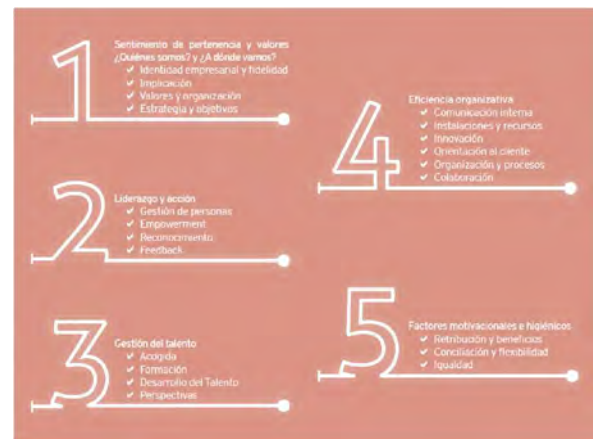 1
Sentimiento de pertenencia y valores
¿Quiénes somos? y ¿A dónde vamos?
✓ Identidad empresarial y fidelidad
✓ Implicación
✓ Valores y organización
✓ Estrategia y objetivos
2
Liderazgo y acción
✓ Gestión de personas
✓ Empowerment
✓ Reconocimiento
✓ Feedback
3
Gestión del talento
✓ Acogida
✓ Formación
✓ Desarrollo del Talento
✓ Perspectivas
4
Eficiencia organizativa
✓ Comunicación interna
✓ Instalaciones y recursos
✓ Innovación
✓ Orientación al cliente
✓ Organización y procesos
✓ Colaboración
5
Factores motivacionales e higiénicos
✓ Retribución y beneficios
✓ Conciliación y flexibilidad
✓ Igualdad